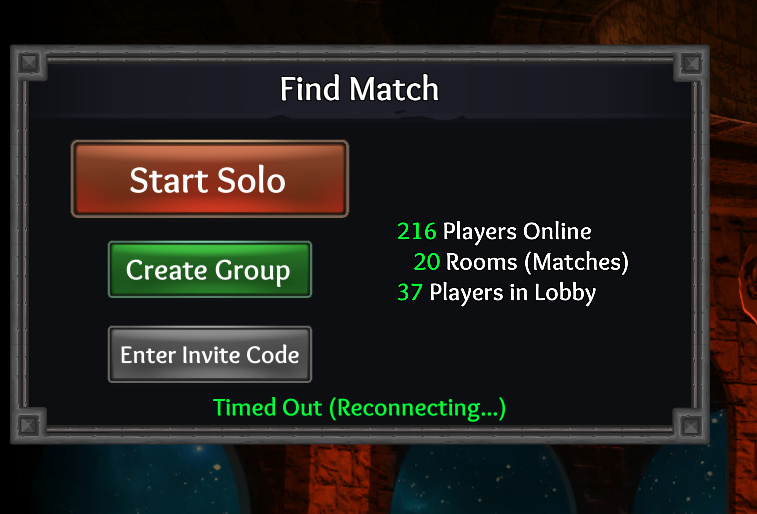 Find Match
Start Solo
Create Group
Enter Invite Code
216 Players Online
20 Rooms (Matches)
37 Players in Lobby
Timed Out (Reconnecting...)